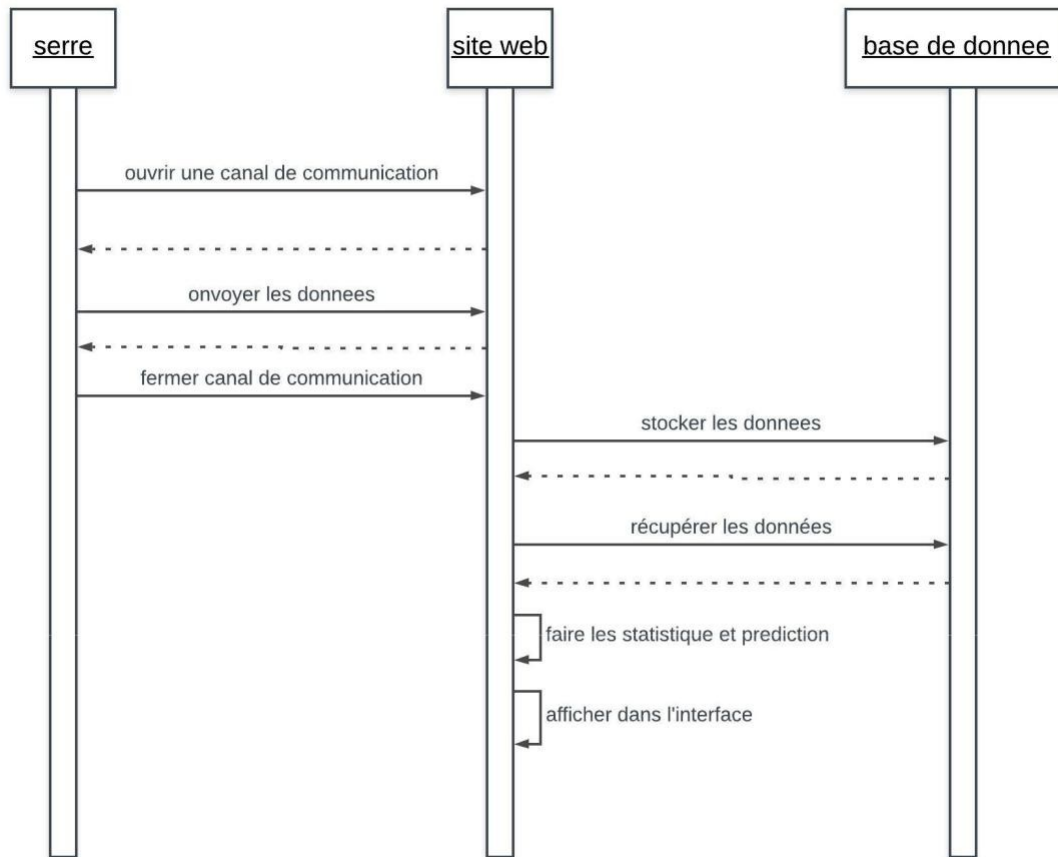 serre
site web
base de donnee
ouvrir une canal de communication
onvoyer les donnees
fermer canal de communication
stocker les donnees
récupérer les données
faire les statistique et prediction
afficher dans l'interface